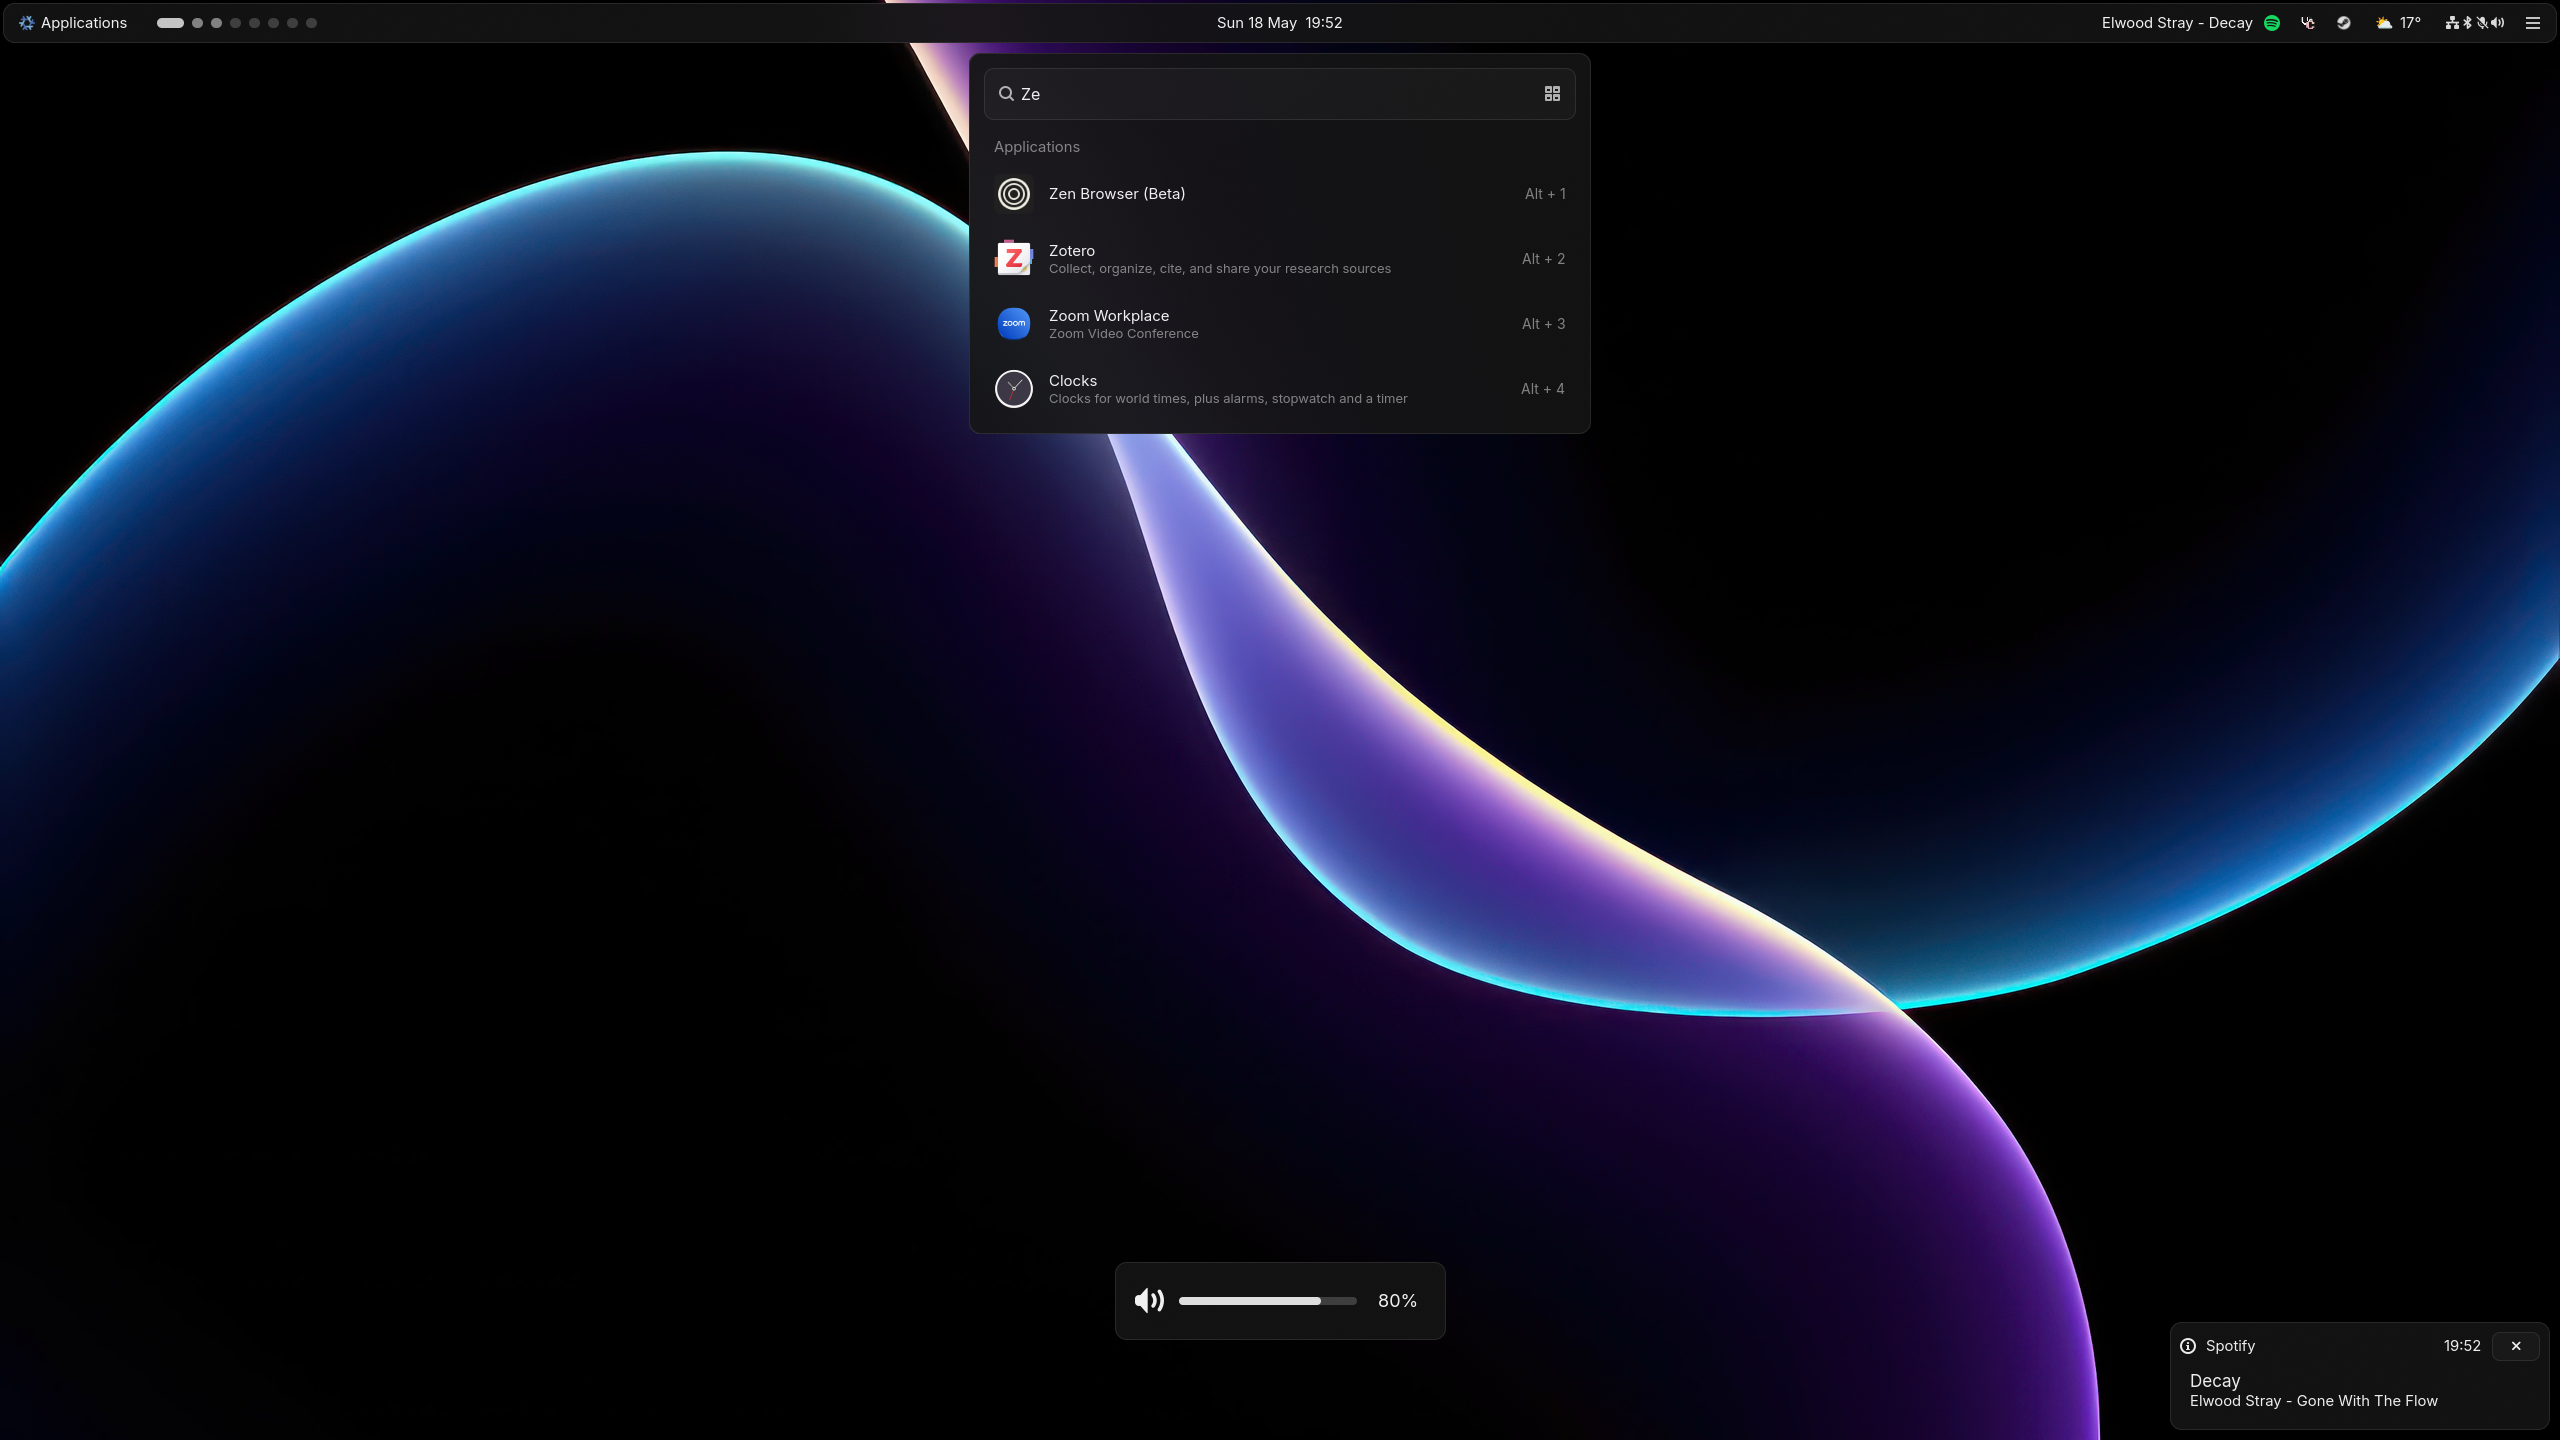 Applications
Sun 18 May 19:52
Elwood Stray - Decay
17°
Ze
Applications
Zen Browser (Beta)
Alt + 1
Zotero
Collect, organize, cite, and share your research sources
Alt + 2
zoom
Zoom Workplace
Zoom Video Conference
Alt + 3
Clocks
Clocks for world times, plus alarms, stopwatch and a timer
Alt + 4
80%
Spotify
19:52
Decay
Elwood Stray - Gone With The Flow